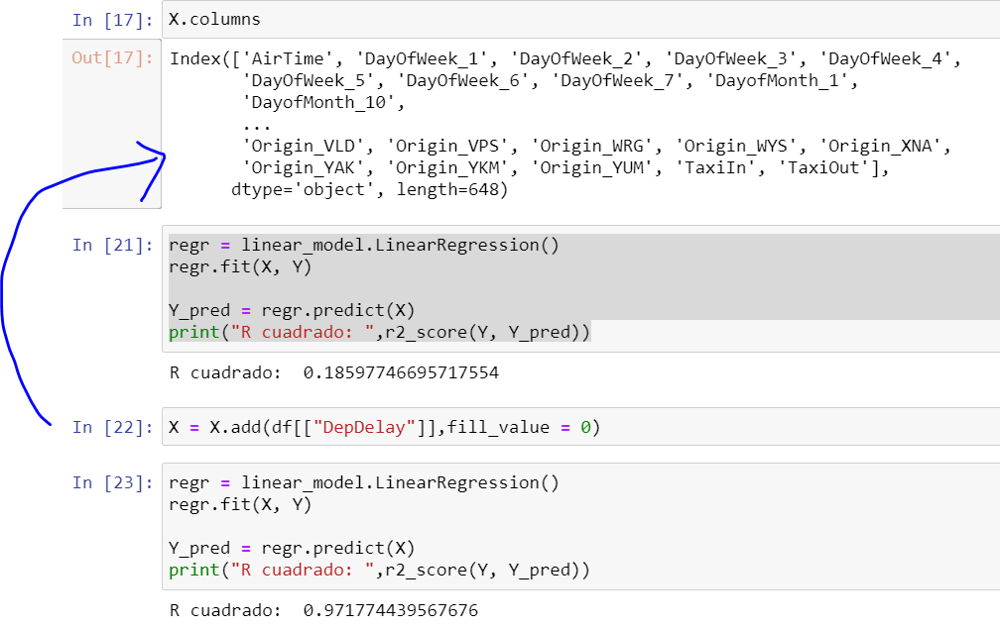 In [17]: X.columns
Out[17]: Index(['AirTime', 'DayOfWeek_1', 'DayOfWeek_2', 'DayOfWeek_3', 'DayOfWeek_4',
'DayOfWeek_5', 'DayOfWeek_6', 'DayOfWeek_7', 'DayofMonth_1',
'DayofMonth_10',
...
'Origin_VLD', 'Origin_VPS', 'Origin_WRG', 'Origin_WYS', 'Origin_XNA',
'Origin_YAK', 'Origin_YKM', 'Origin_YUM', 'TaxiIn', 'TaxiOut'],
dtype='object', length=648)
In [21]: regr = linear_model.LinearRegression()
regr.fit(X, Y)
Y_pred = regr.predict(X)
print("R cuadrado: ",r2_score(Y, Y_pred))
R cuadrado:  0.18597746695717554
In [22]: X = X.add(df[["DepDelay"]],fill_value = 0)
In [23]: regr = linear_model.LinearRegression()
regr.fit(X, Y)
Y_pred = regr.predict(X)
print("R cuadrado: ",r2_score(Y, Y_pred))
R cuadrado:  0.971774439567676